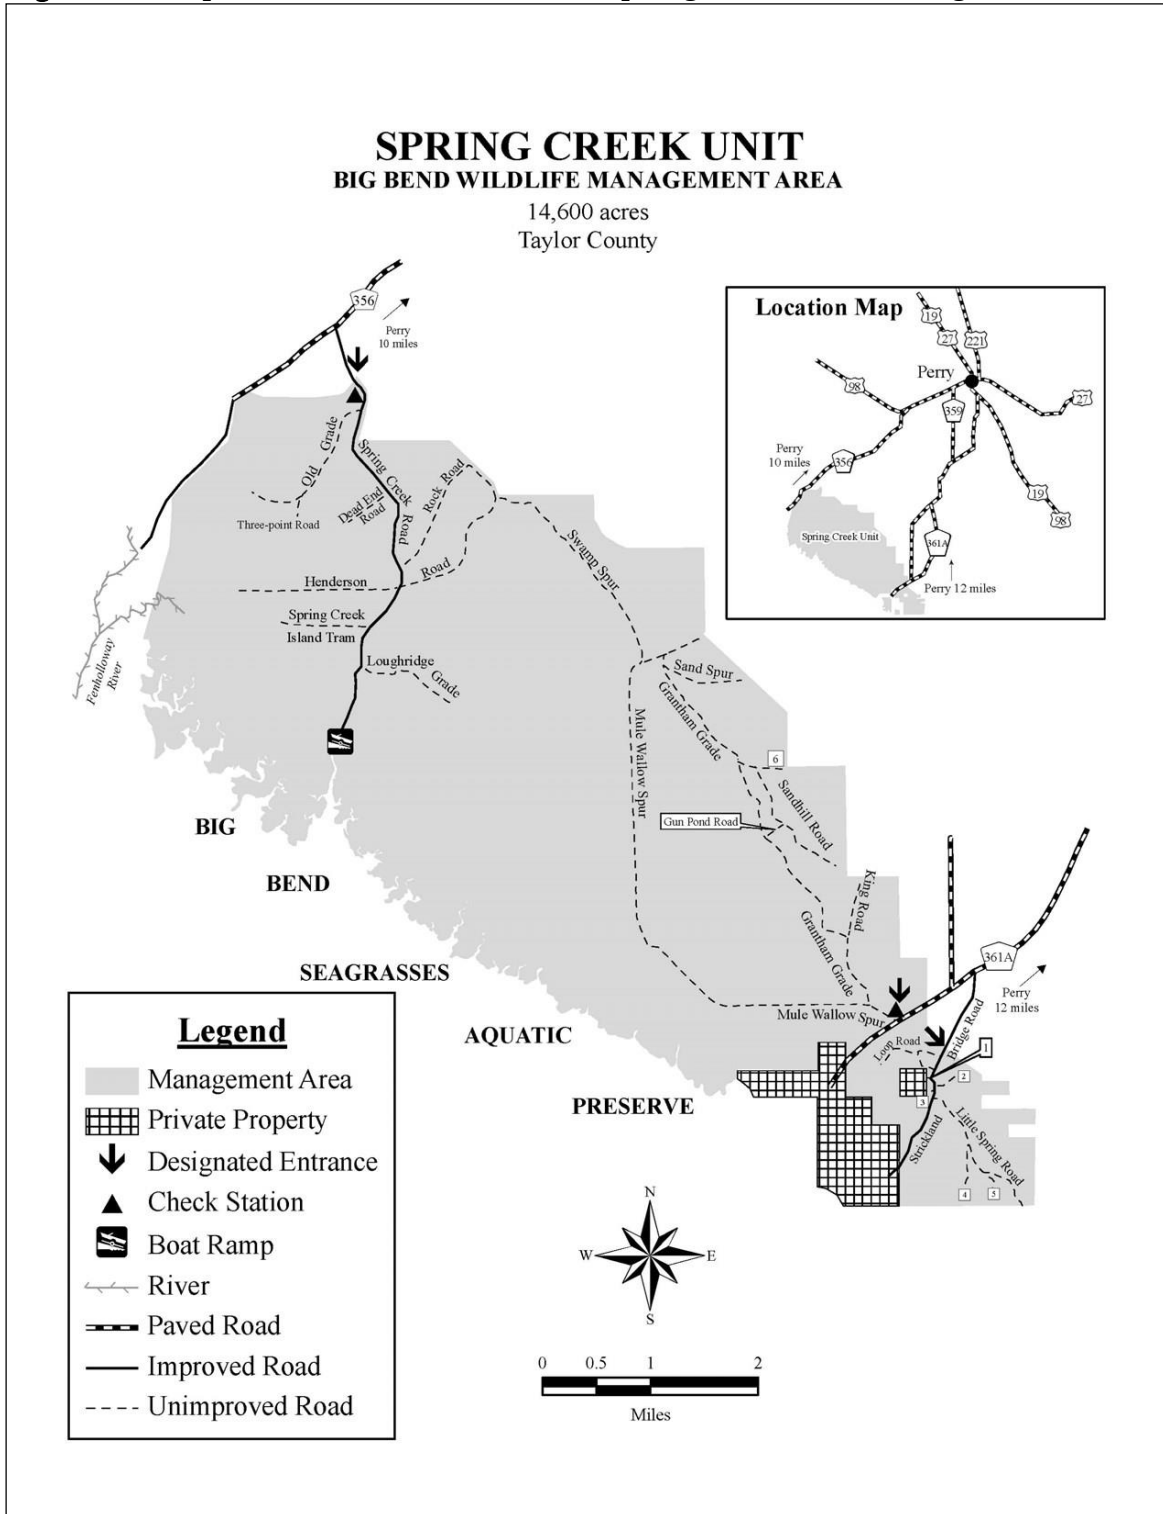 SPRING CREEK UNIT
BIG BEND WILDLIFE MANAGEMENT AREA
14,600 acres
Taylor County
356
Perry
10 miles
Location Map
19
27
221
Perry
98
359
27
Perry
10 miles
356
19
98
Spring Creek Unit
361A
Perry 12 miles
Old Grade
Three-point Road
Spring Creek Road
Dead End
Road
Rock Road
Henderson Road
Spring Creek
Island Tram
Loughridge Grade
Fenholloway
River
Swamp Spur
Sand Spur
Grantham Grade
Mule Wallow Spur
6
Sandhill Road
Gun Pond Road
King Road
Grantham Grade
Mule Wallow Spur
361A
Perry
12 miles
Loop Road
Strickland Bridge Road
1
2
3
Little Spring Road
4
5
BIG
BEND
SEAGRASSES
AQUATIC
PRESERVE
Legend
Management Area
Private Property
Designated Entrance
Check Station
Boat Ramp
River
Paved Road
Improved Road
Unimproved Road
N
W
E
S
0 0.5 1 2
Miles